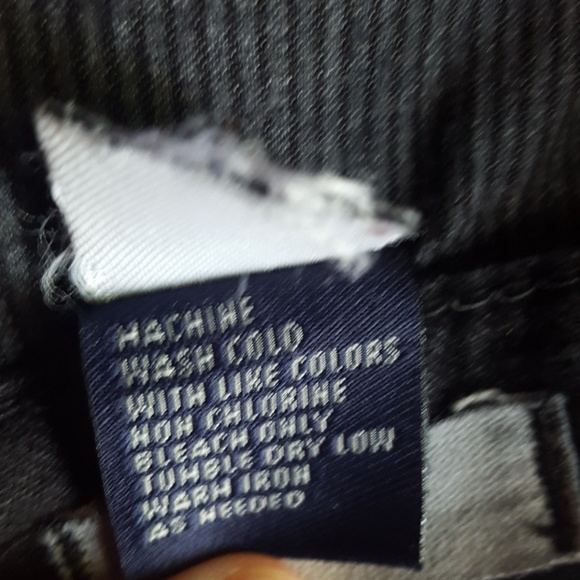 MACHINE
WASH COLD
WITH LIKE COLORS
NON CHLORINE
BLEACH ONLY
TUMBLE DRY LOW
WARM IRON
AS NEEDED